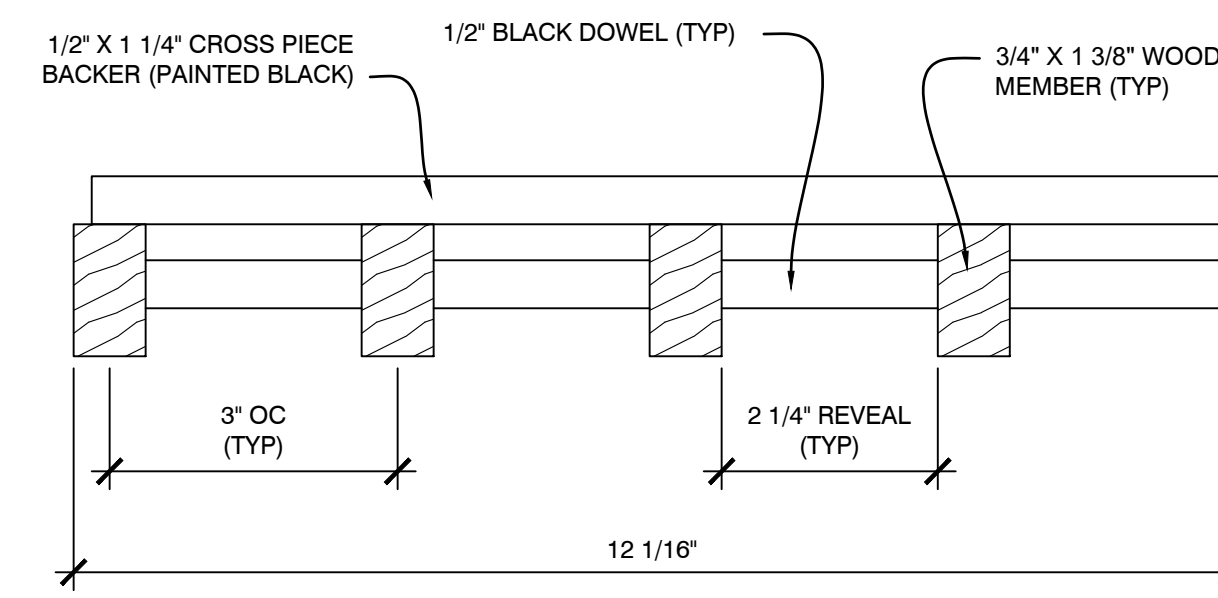 1/2" X 1 1/4" CROSS PIECE
BACKER (PAINTED BLACK)
1/2" BLACK DOWEL (TYP)
3/4" X 1 3/8" WOOD
MEMBER (TYP)
3" OC
(TYP)
2 1/4" REVEAL
(TYP)
12 1/16"